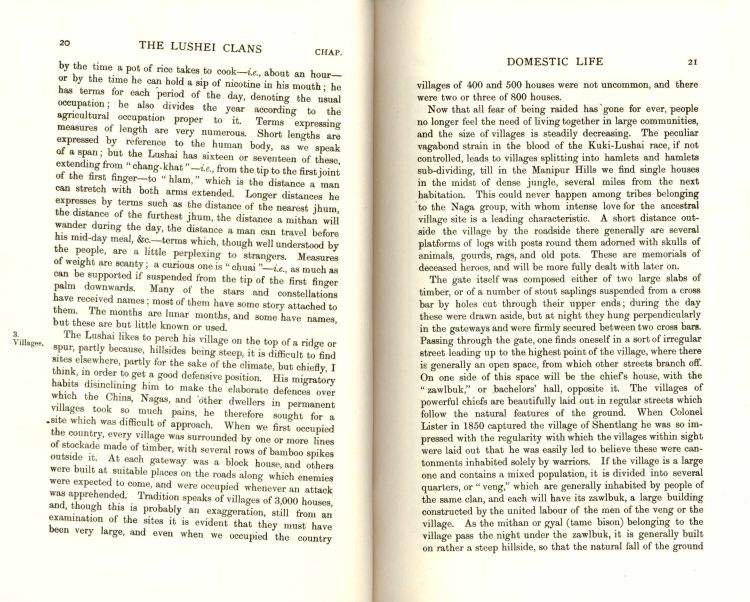 20
THE LUSHEI CLANS
CHAP.
by the time a pot of rice takes to cook—i.e., about an hour—
or by the time he can hold a sip of nicotine in his mouth; he
has terms for each period of the day, denoting the usual
occupation; he also divides the year according to the
agricultural occupation proper to it. Terms expressing
measures of length are very numerous. Short lengths are
expressed by reference to the human body, as we speak
of a span; but the Lushai has sixteen or seventeen of these,
extending from "chang-khat"—i.e., from the tip to the first joint
of the first finger—to "hlam," which is the distance a man
can stretch with both arms extended. Longer distances he
expresses by terms such as the distance of the nearest jhum,
the distance of the furthest jhum, the distance a mithan will
wander during the day, the distance a man can travel before
his mid-day meal, &c.—terms which, though well understood by
the people, are a little perplexing to strangers. Measures
of weight are scanty; a curious one is "chuai"—i.e., as much as
can be supported if suspended from the tip of the first finger
palm downwards. Many of the stars and constellations
have received names; most of them have some story attached to
them. The months are lunar months, and some have names,
but these are but little known or used.
3.
Villages.
The Lushai likes to perch his village on the top of a ridge or
spur, partly because, hillsides being steep, it is difficult to find
sites elsewhere, partly for the sake of the climate, but chiefly, I
think, in order to get a good defensive position. His migratory
habits disinclining him to make the elaborate defences over
which the Chins, Nagas, and other dwellers in permanent
villages took so much pains, he therefore sought for a
site which was difficult of approach. When we first occupied
the country, every village was surrounded by one or more lines
of stockade made of timber, with several rows of bamboo spikes
outside it. At each gateway was a block house, and others
were built at suitable places on the roads along which enemies
were expected to come, and were occupied whenever an attack
was apprehended. Tradition speaks of villages of 3,000 houses,
and, though this is probably an exaggeration, still from an
examination of the sites it is evident that they must have
been very large, and even when we occupied the country
DOMESTIC LIFE
21
villages of 400 and 500 houses were not uncommon, and there
were two or three of 800 houses.
Now that all fear of being raided has gone for ever, people
no longer feel the need of living together in large communities,
and the size of villages is steadily decreasing. The peculiar
vagabond strain in the blood of the Kuki-Lushai race, if not
controlled, leads to villages splitting into hamlets and hamlets
sub-dividing, till in the Manipur Hills we find single houses
in the midst of dense jungle, several miles from the next
habitation. This could never happen among tribes belonging
to the Naga group, with whom intense love for the ancestral
village site is a leading characteristic. A short distance out-
side the village by the roadside there generally are several
platforms of logs with posts round them adorned with skulls of
animals, gourds, rags, and old pots. These are memorials of
deceased heroes, and will be more fully dealt with later on.
The gate itself was composed either of two large slabs of
timber, or of a number of stout saplings suspended from a cross
bar by holes cut through their upper ends; during the day
these were drawn aside, but at night they hung perpendicularly
in the gateways and were firmly secured between two cross bars.
Passing through the gate, one finds oneself in a sort of irregular
street leading up to the highest point of the village, where there
is generally an open space, from which other streets branch off.
On one side of this space will be the chief's house, with the
"zawlbuk," or bachelors' hall, opposite it. The villages of
powerful chiefs are beautifully laid out in regular streets which
follow the natural features of the ground. When Colonel
Lister in 1850 captured the village of Shentlang he was so im-
pressed with the regularity with which the villages within sight
were laid out that he was easily led to believe these were can-
tonments inhabited solely by warriors. If the village is a large
one and contains a mixed population, it is divided into several
quarters, or "veng," which are generally inhabited by people of
the same clan, and each will have its zawlbuk, a large building
constructed by the united labour of the men of the veng or the
village. As the mithan or gyal (tame bison) belonging to the
village pass the night under the zawlbuk, it is generally built
on rather a steep hillside, so that the natural fall of the ground